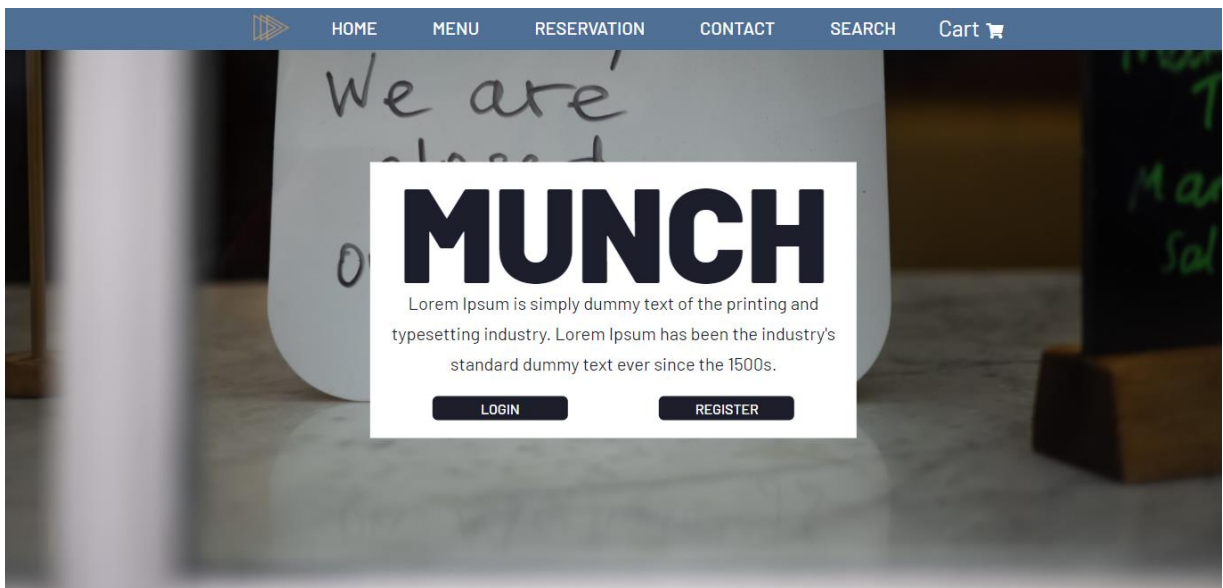 HOME MENU RESERVATION CONTACT SEARCH Cart
We are
closed
MUNCH
Lorem Ipsum is simply dummy text of the printing and
typesetting industry. Lorem Ipsum has been the industry's
standard dummy text ever since the 1500s.
LOGIN REGISTER